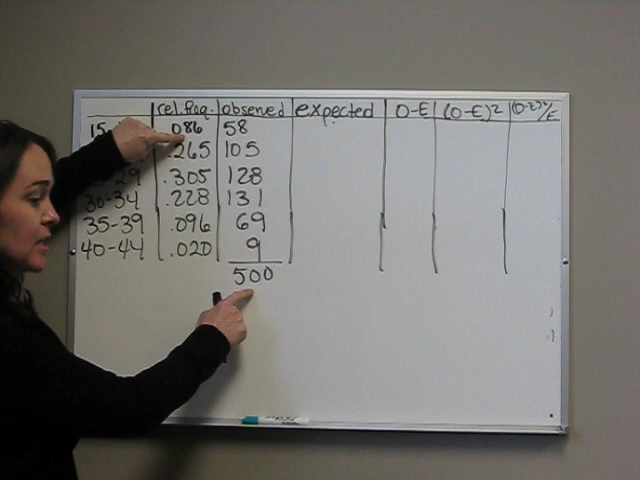 rel.freq. observed expected O-E (O-E)² (O-E)²/E
15- .086 58
.265 105
-29 .305 128
30-34 .228 131
35-39 .096 69
40-44 .020 9
500